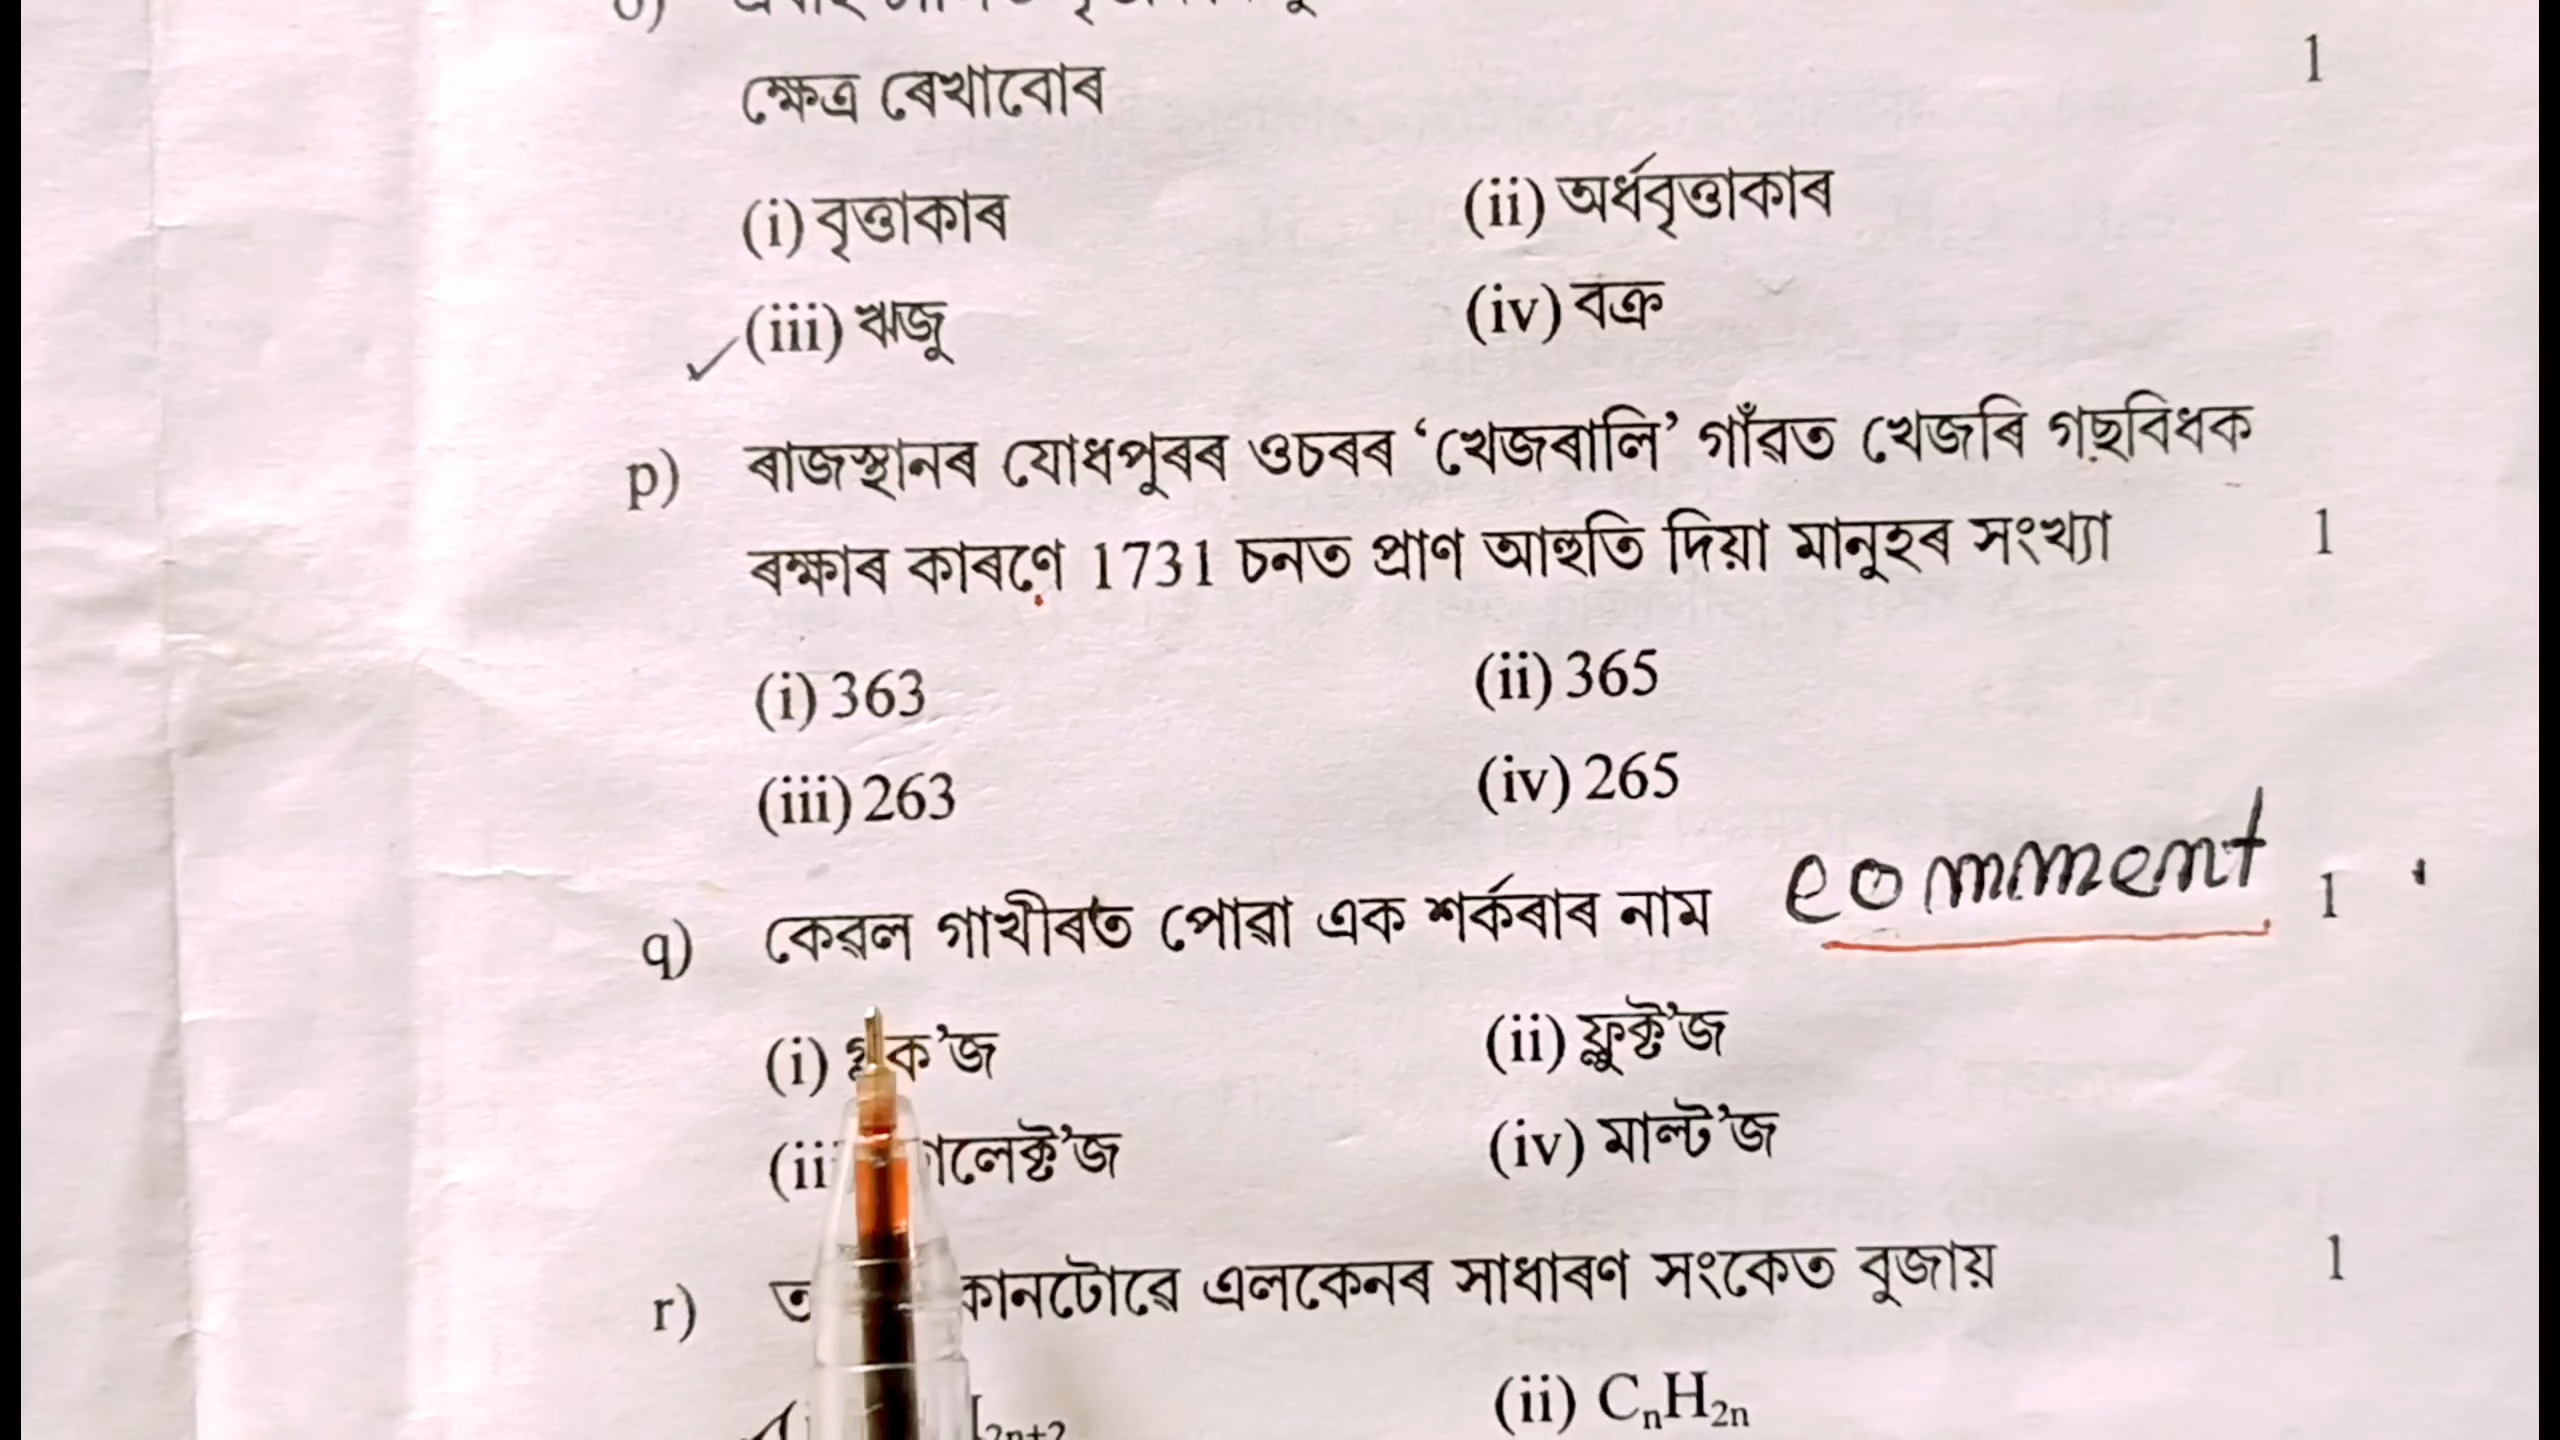 o)
ক্ষেত্ৰ ৰেখাবোৰ 1
(i) বৃত্তাকাৰ (ii) অৰ্ধবৃত্তাকাৰ
(iii) ঋজু (iv) বক্ৰ
p) ৰাজস্থানৰ যোধপুৰৰ ওচৰৰ ‘খেজৰালি’ গাঁৱত খেজৰি গছবিধক
ৰক্ষাৰ কাৰণে 1731 চনত প্ৰাণ আহুতি দিয়া মানুহৰ সংখ্যা 1
(i) 363 (ii) 365
(iii) 263 (iv) 265
q) কেৱল গাখীৰত পোৱা এক শৰ্কৰাৰ নাম comment 1
(i) (ii) ফ্লুক্ট’জ
(iv) মাল্ট’জ
r) এলকেনৰ সাধাৰণ সংকেত বুজায় 1
(ii) CₙH₂ₙ